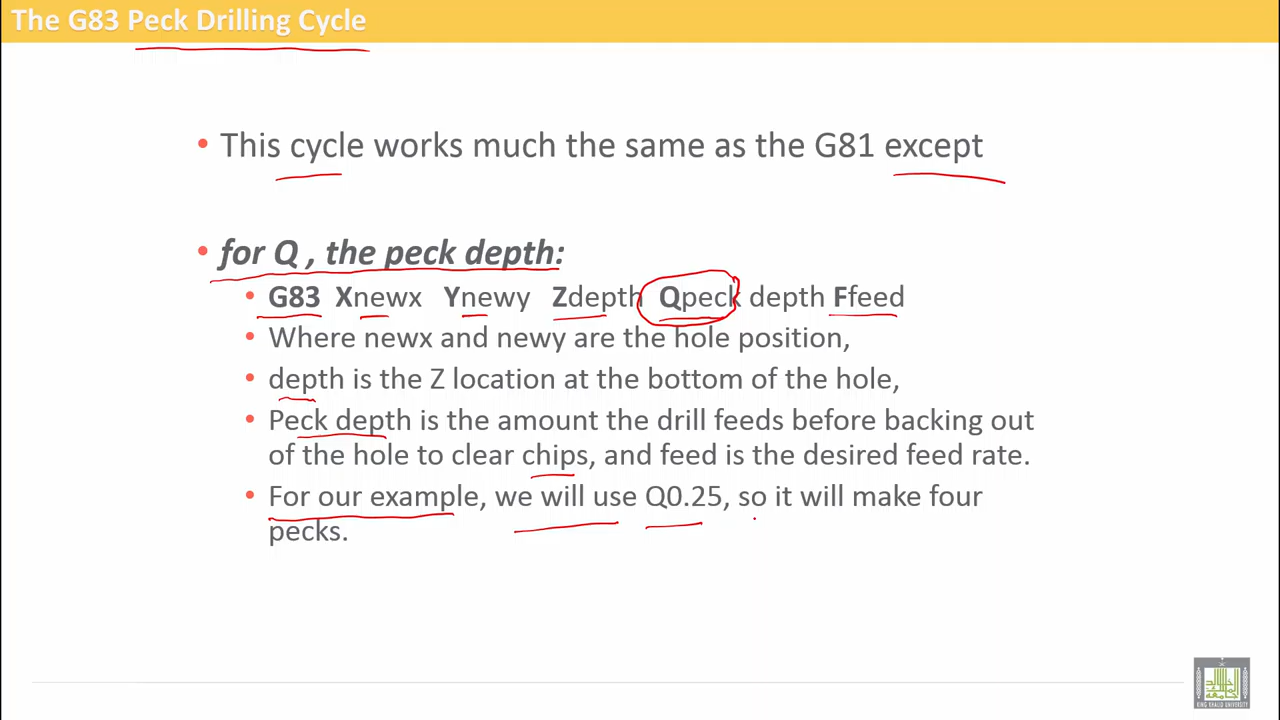 The G83 Peck Drilling Cycle
• This cycle works much the same as the G81 except
• for Q , the peck depth:
• G83 Xnewx Ynewy Zdepth Qpeck depth Ffeed
• Where newx and newy are the hole position,
• depth is the Z location at the bottom of the hole,
• Peck depth is the amount the drill feeds before backing out
of the hole to clear chips, and feed is the desired feed rate.
• For our example, we will use Q0.25, so it will make four
pecks.
KING KHALID UNIVERSITY